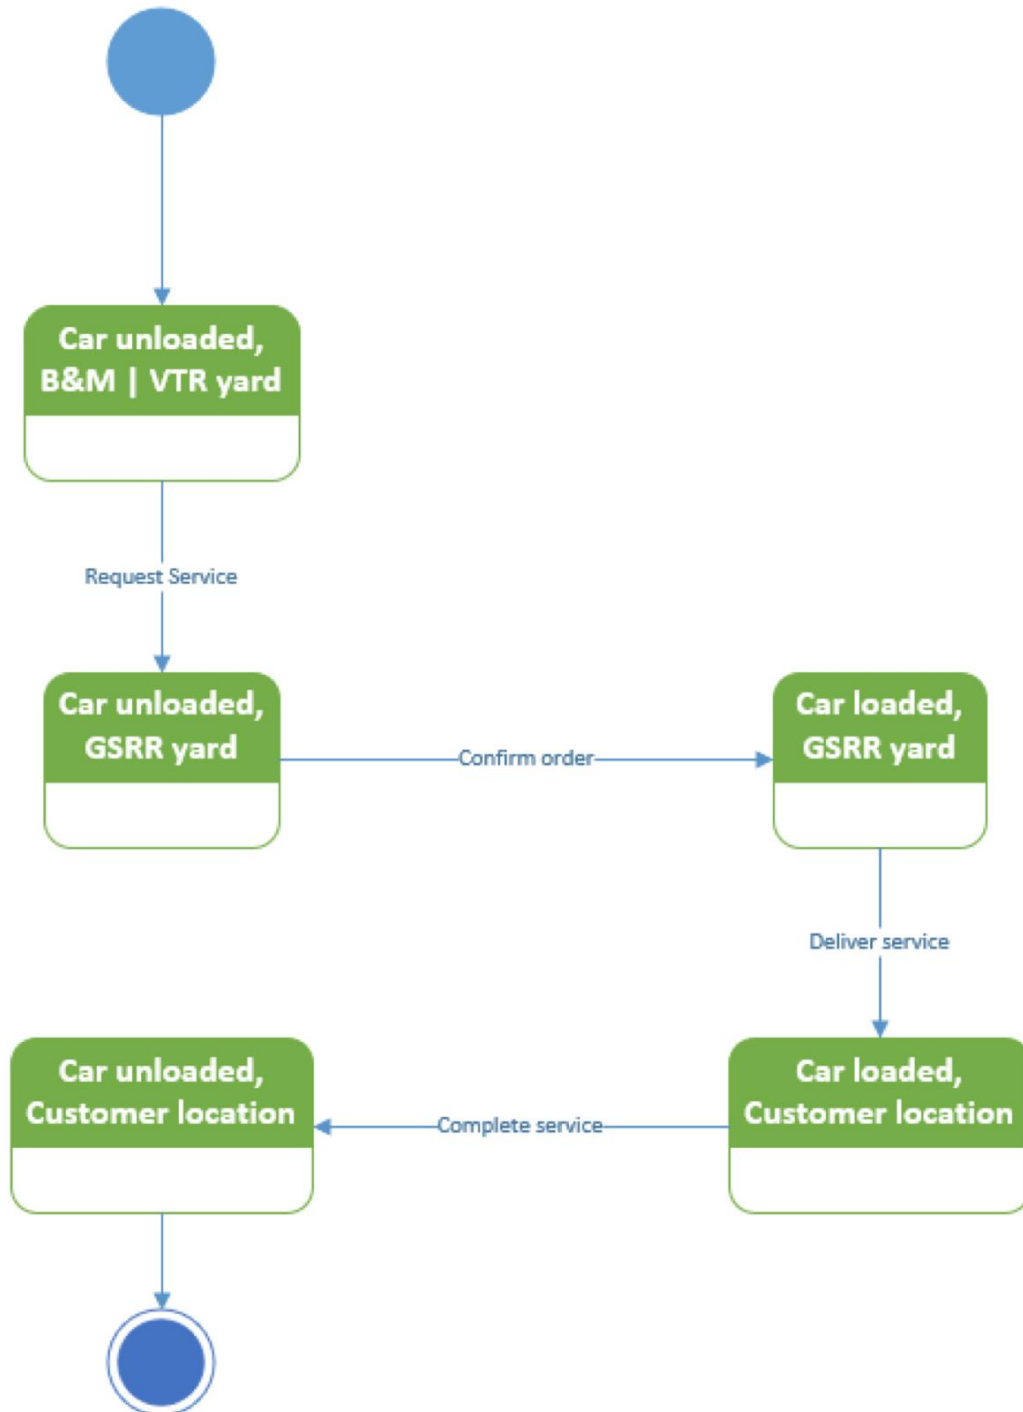 Car unloaded,
B&M | VTR yard
Request Service
Car unloaded,
GSRR yard
Confirm order
Car loaded,
GSRR yard
Deliver service
Car loaded,
Customer location
Complete service
Car unloaded,
Customer location